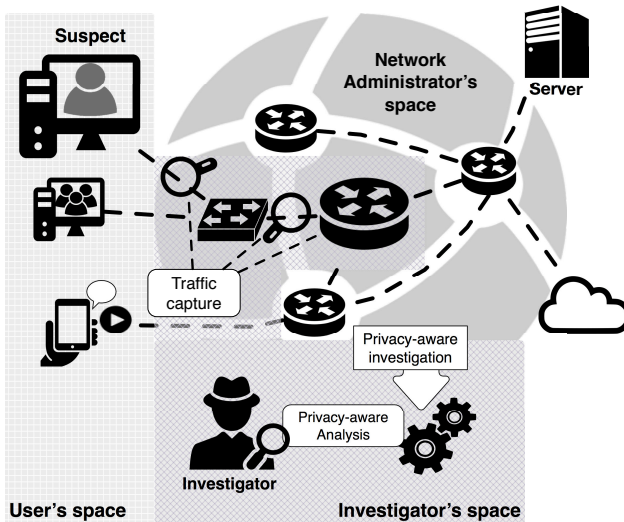 Suspect
Network
Administrator's
space
Server
Traffic
capture
Privacy-aware
investigation
Privacy-aware
Analysis
Investigator
User's space
Investigator's space